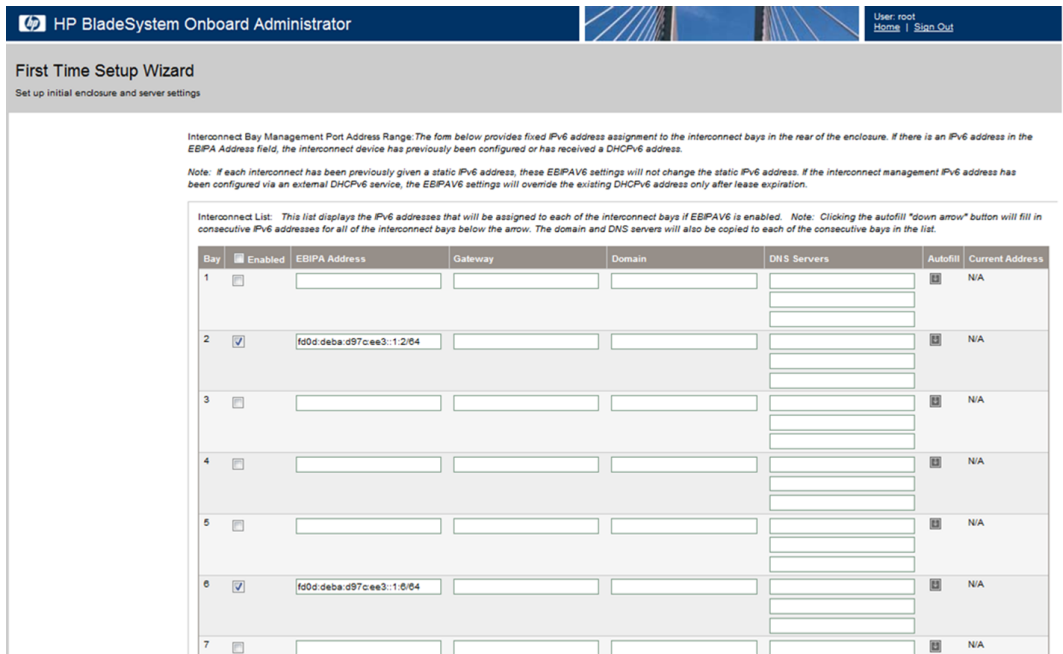 hp HP BladeSystem Onboard Administrator
User: root
Home | Sign Out
First Time Setup Wizard
Set up initial enclosure and server settings
Interconnect Bay Management Port Address Range:The form below provides fixed IPv6 address assignment to the interconnect bays in the rear of the enclosure. If there is an IPv6 address in the
EBIPA Address field, the interconnect device has previously been configured or has received a DHCPv6 address.
Note: If each interconnect has been previously given a static IPv6 address, these EBIPAV6 settings will not change the static IPv6 address. If the interconnect management IPv6 address has
been configured via an external DHCPv6 service, the EBIPAV6 settings will override the existing DHCPv6 address only after lease expiration.
Interconnect List: This list displays the IPv6 addresses that will be assigned to each of the interconnect bays if EBIPAV6 is enabled. Note: Clicking the autofill "down arrow" button will fill in
consecutive IPv6 addresses for all of the interconnect bays below the arrow. The domain and DNS servers will also be copied to each of the consecutive bays in the list.
Bay Enabled EBIPA Address Gateway Domain DNS Servers Autofill Current Address
1 N/A
2 fd0d:deba:d97c:ee3::1:2/64 N/A
3 N/A
4 N/A
5 N/A
6 fd0d:deba:d97c:ee3::1:6/64 N/A
7 N/A